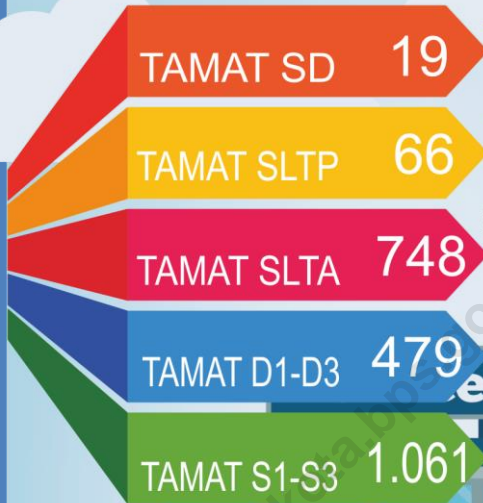 TAMAT SD 19
TAMAT SLTP 66
TAMAT SLTA 748
TAMAT D1-D3 479
TAMAT S1-S3 1.061